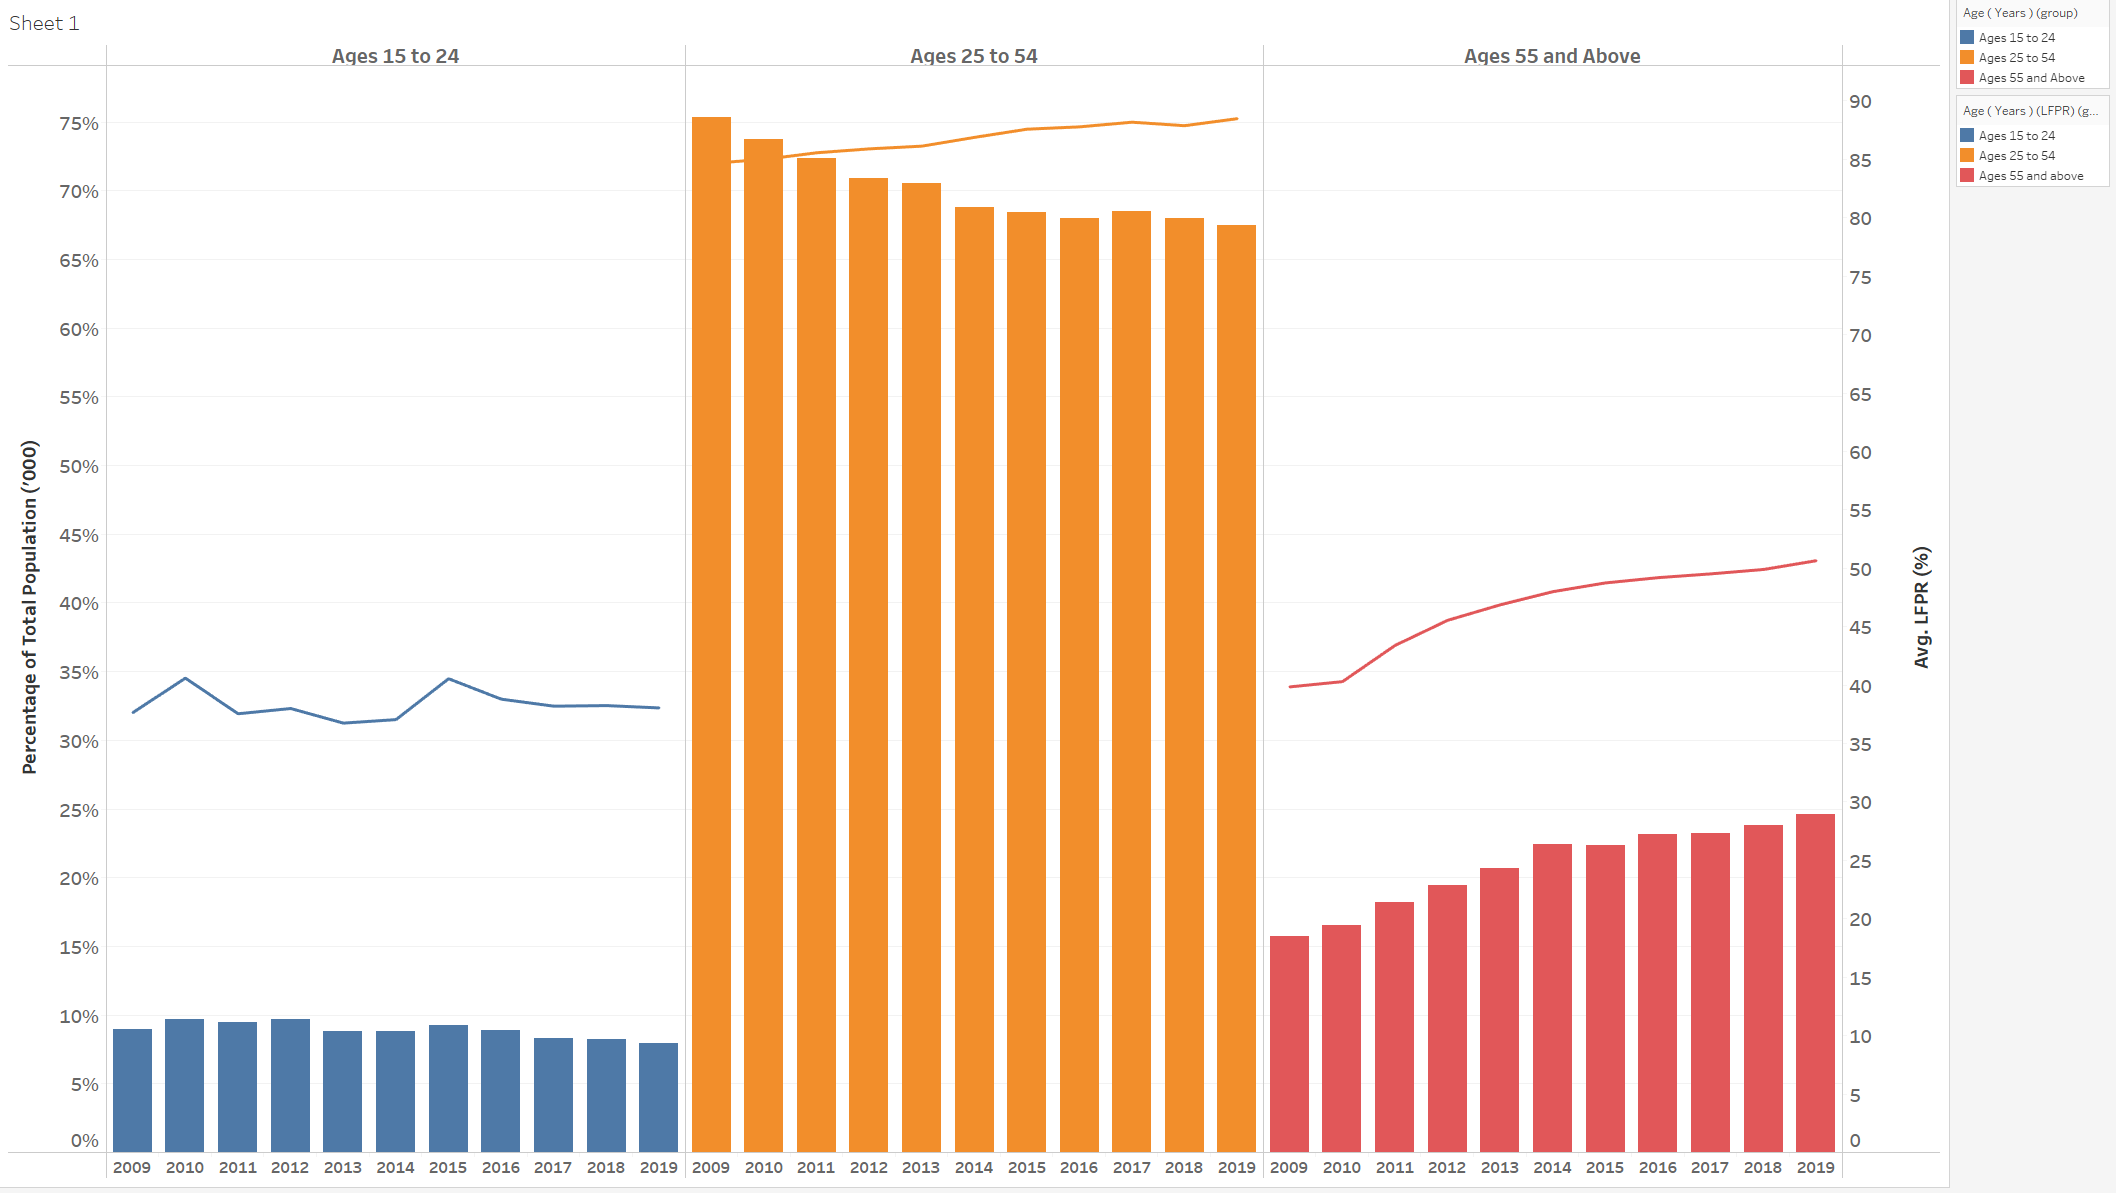 Sheet 1
Ages 15 to 24 Ages 25 to 54 Ages 55 and Above
Percentage of Total Population ('000)
75%
70%
65%
60%
55%
50%
45%
40%
35%
30%
25%
20%
15%
10%
5%
0%
2009 2010 2011 2012 2013 2014 2015 2016 2017 2018 2019 2009 2010 2011 2012 2013 2014 2015 2016 2017 2018 2019 2009 2010 2011 2012 2013 2014 2015 2016 2017 2018 2019
90
85
80
75
70
65
60
55
50
45
40
35
30
25
20
15
10
5
0
Avg. LFPR (%)
Age ( Years ) (group)
Ages 15 to 24
Ages 25 to 54
Ages 55 and Above
Age ( Years ) (LFPR) (g...
Ages 15 to 24
Ages 25 to 54
Ages 55 and above